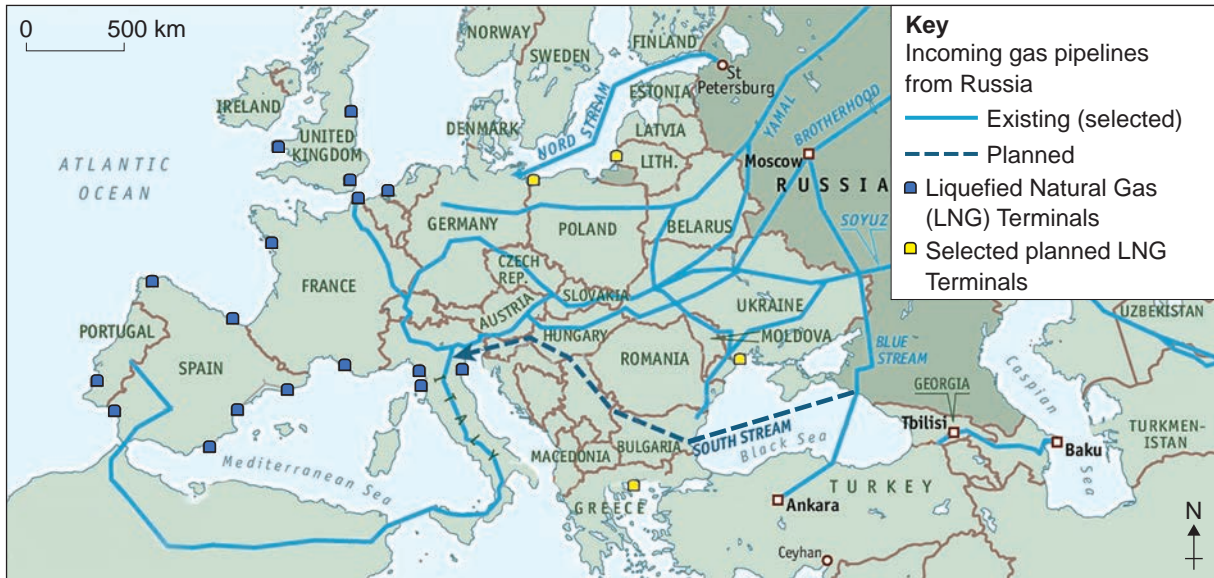 0 500 km
NORWAY
SWEDEN
FINLAND
St
Petersburg
ESTONIA
IRELAND
UNITED
KINGDOM
DENMARK
NORD STREAM
LATVIA
LITH.
YAMAL
BROTHERHOOD
Moscow
RUSSIA
ATLANTIC
OCEAN
GERMANY
POLAND
BELARUS
SOYUZ
CZECH
REP.
FRANCE
SLOVAKIA
AUSTRIA
UKRAINE
HUNGARY
MOLDOVA
ROMANIA
PORTUGAL
SPAIN
ITALY
BLUE
STREAM
GEORGIA
Tbilisi
Caspian
Sea
Baku
UZBEKISTAN
TURKMEN-
ISTAN
SOUTH STREAM
Black Sea
BULGARIA
MACEDONIA
Mediterranean Sea
GREECE
TURKEY
Ankara
Ceyhan
N
Key
Incoming gas pipelines
from Russia
Existing (selected)
Planned
Liquefied Natural Gas
(LNG) Terminals
Selected planned LNG
Terminals